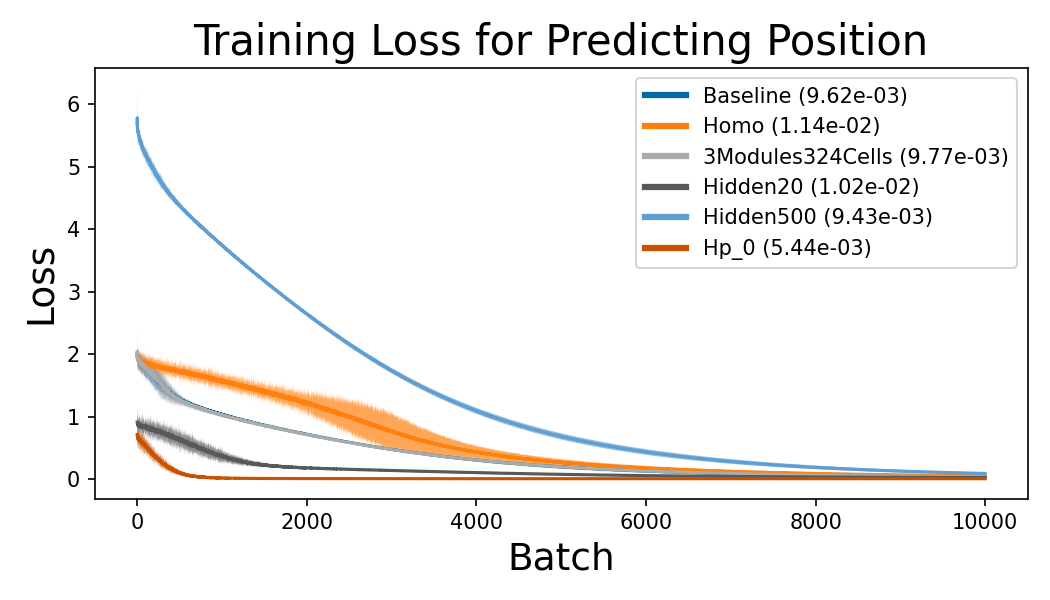 Training Loss for Predicting Position
Loss
6
5
4
3
2
1
0
Baseline (9.62e-03)
Homo (1.14e-02)
3Modules324Cells (9.77e-03)
Hidden20 (1.02e-02)
Hidden500 (9.43e-03)
Hp_0 (5.44e-03)
0 2000 4000 6000 8000 10000
Batch